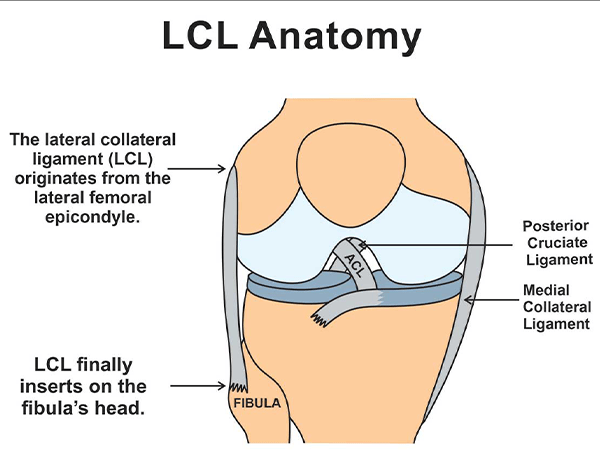 LCL Anatomy
The lateral collateral
ligament (LCL)
originates from the
lateral femoral
epicondyle.
Posterior
Cruciate
Ligament
ACL
Medial
Collateral
Ligament
LCL finally
inserts on the
fibula's head.
FIBULA